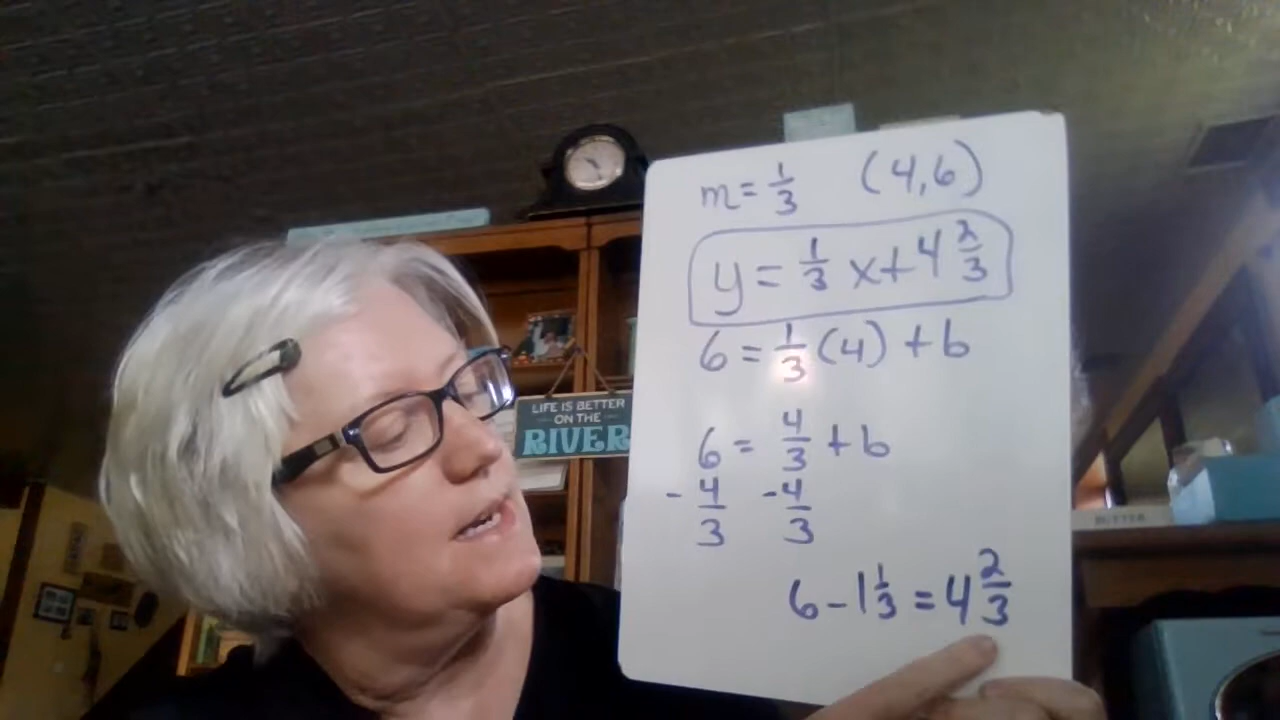 m = 1/3 (4,6)
y = 1/3 x + 4 2/3
6 = 1/3 (4) + b
6 = 4/3 + b
- 4/3 - 4/3
6 - 1 1/3 = 4 2/3
LIFE IS BETTER
ON THE
RIVER